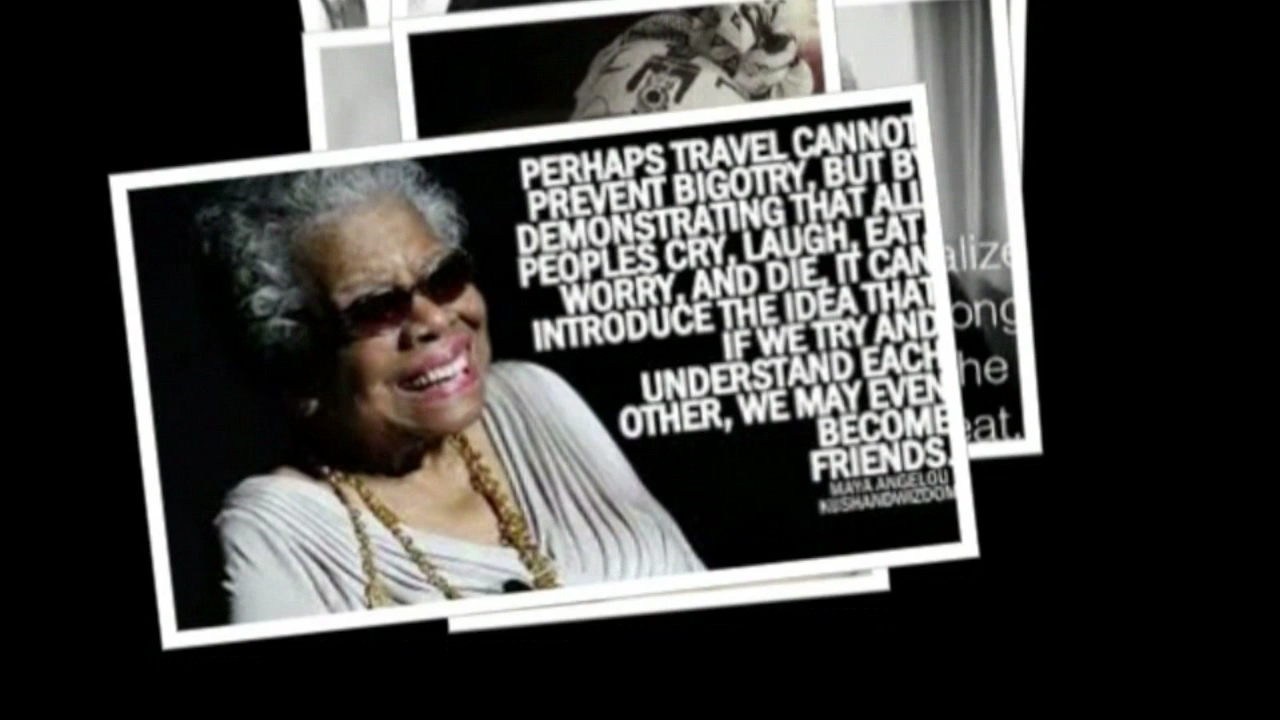 PERHAPS TRAVEL CANNOT
PREVENT BIGOTRY, BUT BY
DEMONSTRATING THAT ALL
PEOPLES CRY, LAUGH, EAT,
WORRY, AND DIE, IT CAN
INTRODUCE THE IDEA THAT
IF WE TRY AND
UNDERSTAND EACH
OTHER, WE MAY EVEN
BECOME
FRIENDS.
MAYA ANGELOU
KUSHANDWIZDOM
alize
ong
he
eat.